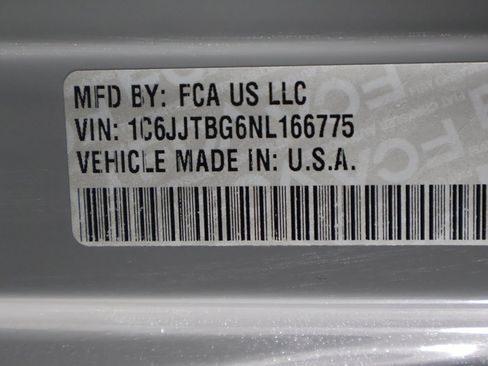 MFD BY: FCA US LLC
VIN: 1C6JJTBG6NL166775
VEHICLE MADE IN: U.S.A.